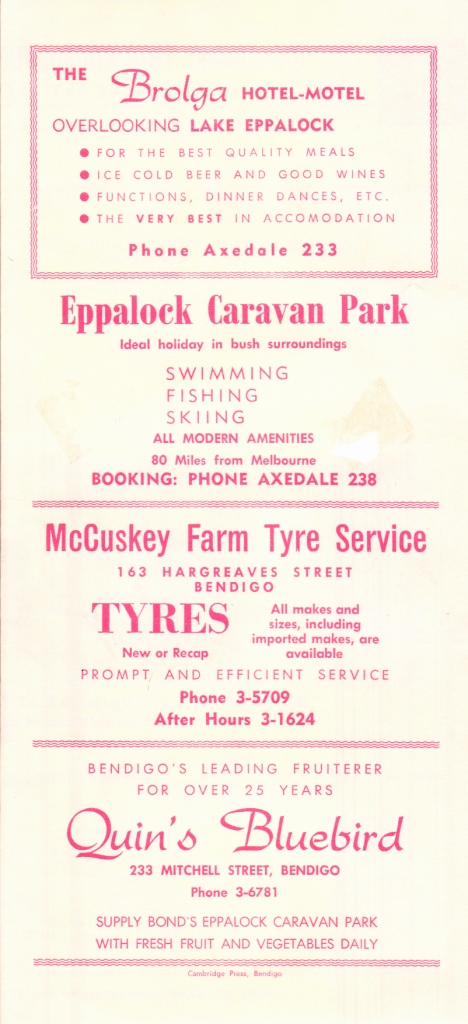 THE Brolga HOTEL-MOTEL
OVERLOOKING LAKE EPPALOCK
● FOR THE BEST QUALITY MEALS
● ICE COLD BEER AND GOOD WINES
● FUNCTIONS, DINNER DANCES, ETC.
● THE VERY BEST IN ACCOMODATION
Phone Axedale 233
Eppalock Caravan Park
Ideal holiday in bush surroundings
SWIMMING
FISHING
SKIING
ALL MODERN AMENITIES
80 Miles from Melbourne
BOOKING: PHONE AXEDALE 238
McCuskey Farm Tyre Service
163 HARGREAVES STREET
BENDIGO
TYRES
New or Recap
All makes and
sizes, including
imported makes, are
available
PROMPT AND EFFICIENT SERVICE
Phone 3-5709
After Hours 3-1624
BENDIGO'S LEADING FRUITERER
FOR OVER 25 YEARS
Quin's Bluebird
233 MITCHELL STREET, BENDIGO
Phone 3-6781
SUPPLY BOND'S EPPALOCK CARAVAN PARK
WITH FRESH FRUIT AND VEGETABLES DAILY
Cambridge Press, Bendigo